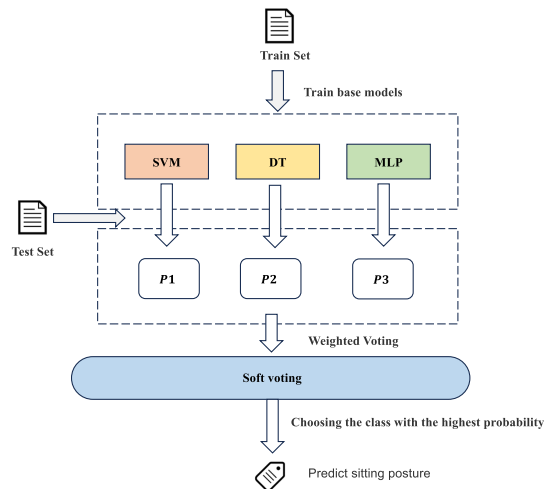 Train Set
Train base models
SVM DT MLP
Test Set
P1 P2 P3
Weighted Voting
Soft voting
Choosing the class with the highest probability
Predict sitting posture